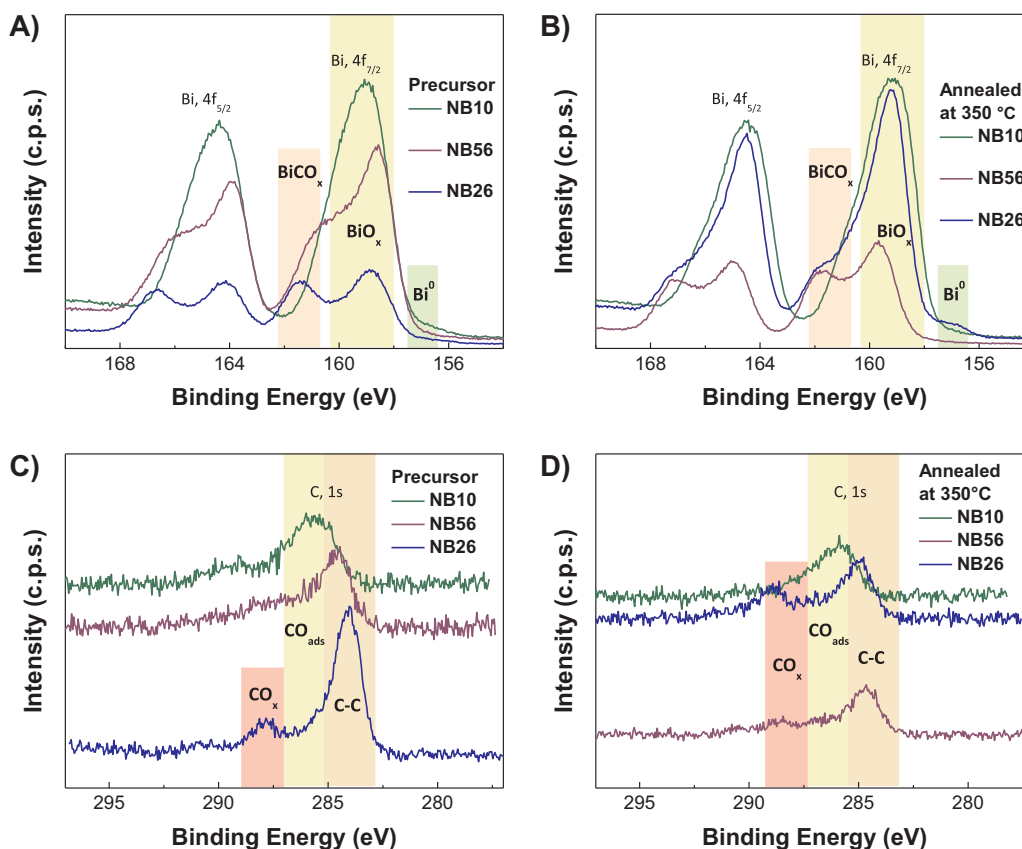 A)
Intensity (c.p.s.)
Bi, 4f5/2
Bi, 4f7/2
BiCOx
BiOx
Bi0
Precursor
NB10
NB56
NB26
168 164 160 156
Binding Energy (eV)
B)
Intensity (c.p.s.)
Bi, 4f5/2
Bi, 4f7/2
BiCOx
BiOx
Bi0
Annealed
at 350 °C
NB10
NB56
NB26
168 164 160 156
Binding Energy (eV)
C)
Intensity (c.p.s.)
C, 1s
COx
COads
C-C
Precursor
NB10
NB56
NB26
295 290 285 280
Binding Energy (eV)
D)
Intensity (c.p.s.)
C, 1s
COx
COads
C-C
Annealed
at 350°C
NB10
NB56
NB26
295 290 285 280
Binding Energy (eV)